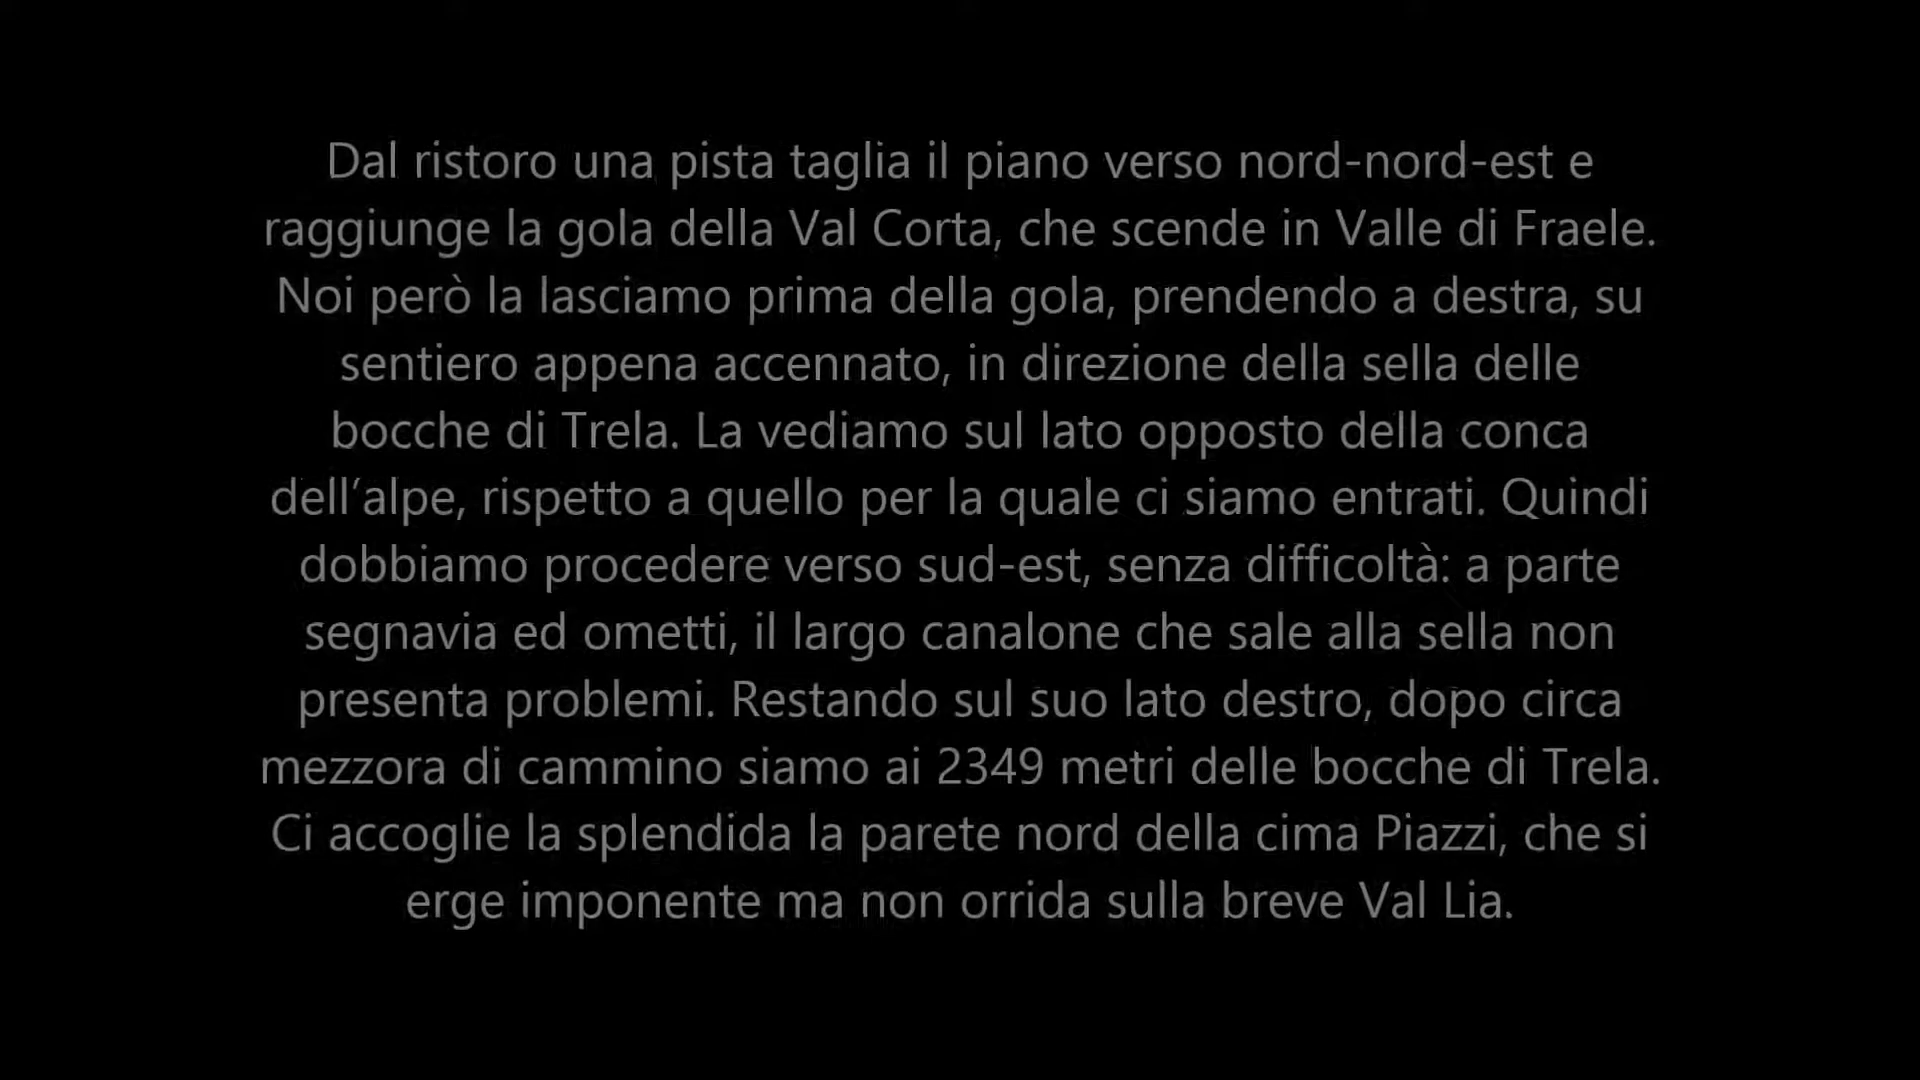 Dal ristoro una pista taglia il piano verso nord-nord-est e
raggiunge la gola della Val Corta, che scende in Valle di Fraele.
Noi però la lasciamo prima della gola, prendendo a destra, su
sentiero appena accennato, in direzione della sella delle
bocche di Trela. La vediamo sul lato opposto della conca
dell’alpe, rispetto a quello per la quale ci siamo entrati. Quindi
dobbiamo procedere verso sud-est, senza difficoltà: a parte
segnavia ed ometti, il largo canalone che sale alla sella non
presenta problemi. Restando sul suo lato destro, dopo circa
mezzora di cammino siamo ai 2349 metri delle bocche di Trela.
Ci accoglie la splendida la parete nord della cima Piazzi, che si
erge imponente ma non orrida sulla breve Val Lia.